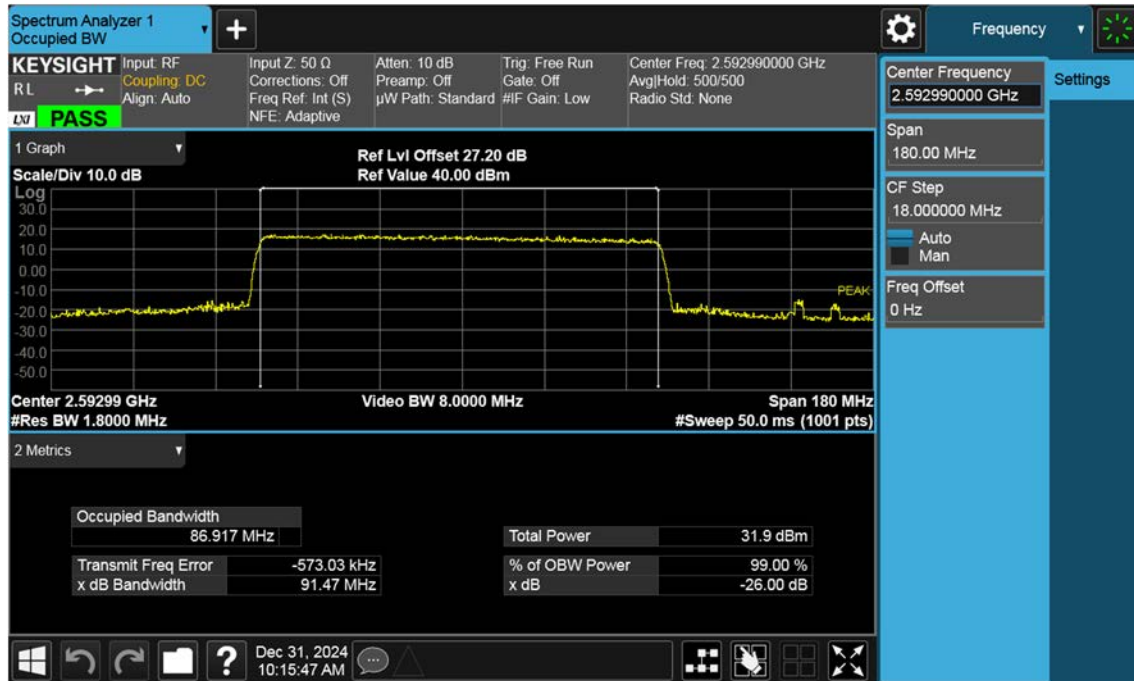 Spectrum Analyzer 1
Occupied BW
+
Frequency
KEYSIGHT
RL
LXI
PASS
Input: RF
Coupling: DC
Align: Auto
Input Z: 50 Ω
Corrections: Off
Freq Ref: Int (S)
NFE: Adaptive
Atten: 10 dB
Preamp: Off
µW Path: Standard
Trig: Free Run
Gate: Off
#IF Gain: Low
Center Freq: 2.592990000 GHz
Avg|Hold: 500/500
Radio Std: None
Center Frequency
2.592990000 GHz
Settings
Span
180.00 MHz
CF Step
18.000000 MHz
Auto
Man
Freq Offset
0 Hz
1 Graph
Scale/Div 10.0 dB
Ref Lvl Offset 27.20 dB
Ref Value 40.00 dBm
Log
30.0
20.0
10.0
0.00
-10.0
-20.0
-30.0
-40.0
-50.0
PEAK
Center 2.59299 GHz
#Res BW 1.8000 MHz
Video BW 8.0000 MHz
Span 180 MHz
#Sweep 50.0 ms (1001 pts)
2 Metrics
Occupied Bandwidth
86.917 MHz
Transmit Freq Error -573.03 kHz
x dB Bandwidth 91.47 MHz
Total Power 31.9 dBm
% of OBW Power 99.00 %
x dB -26.00 dB
?
Dec 31, 2024
10:15:47 AM